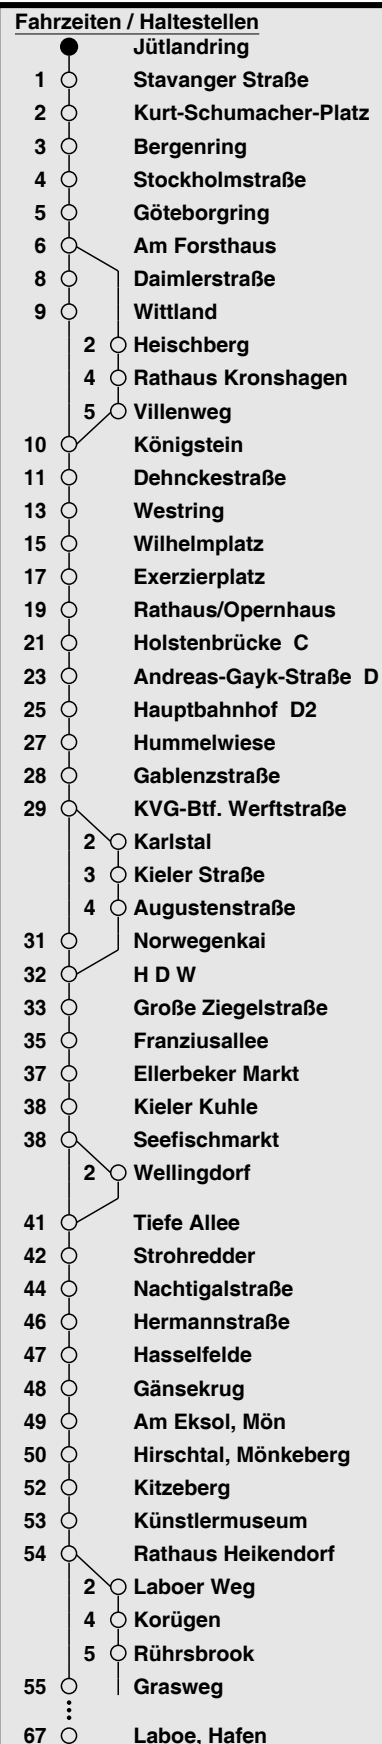 Fahrzeiten / Haltestellen
Jütlandring
1 Stavanger Straße
2 Kurt-Schumacher-Platz
3 Bergenring
4 Stockholmstraße
5 Göteborgring
6 Am Forsthaus
8 Daimlerstraße
9 Wittland
2 Heischberg
4 Rathaus Kronshagen
5 Villenweg
10 Königstein
11 Dehnckestraße
13 Westring
15 Wilhelmplatz
17 Exerzierplatz
19 Rathaus/Opernhaus
21 Holstenbrücke C
23 Andreas-Gayk-Straße D
25 Hauptbahnhof D2
27 Hummelwiese
28 Gablenzstraße
29 KVG-Btf. Werftstraße
2 Karlstal
3 Kieler Straße
4 Augustenstraße
31 Norwegenkai
32 H D W
33 Große Ziegelstraße
35 Franziusallee
37 Ellerbeker Markt
38 Kieler Kuhle
38 Seefischmarkt
2 Wellingdorf
41 Tiefe Allee
42 Strohredder
44 Nachtigalstraße
46 Hermannstraße
47 Hasselfelde
48 Gänsekrug
49 Am Eksol, Mön
50 Hirschtal, Mönkeberg
52 Kitzeberg
53 Künstlermuseum
54 Rathaus Heikendorf
2 Laboer Weg
4 Korügen
5 Rührsbrook
55 Grasweg
67 Laboe, Hafen